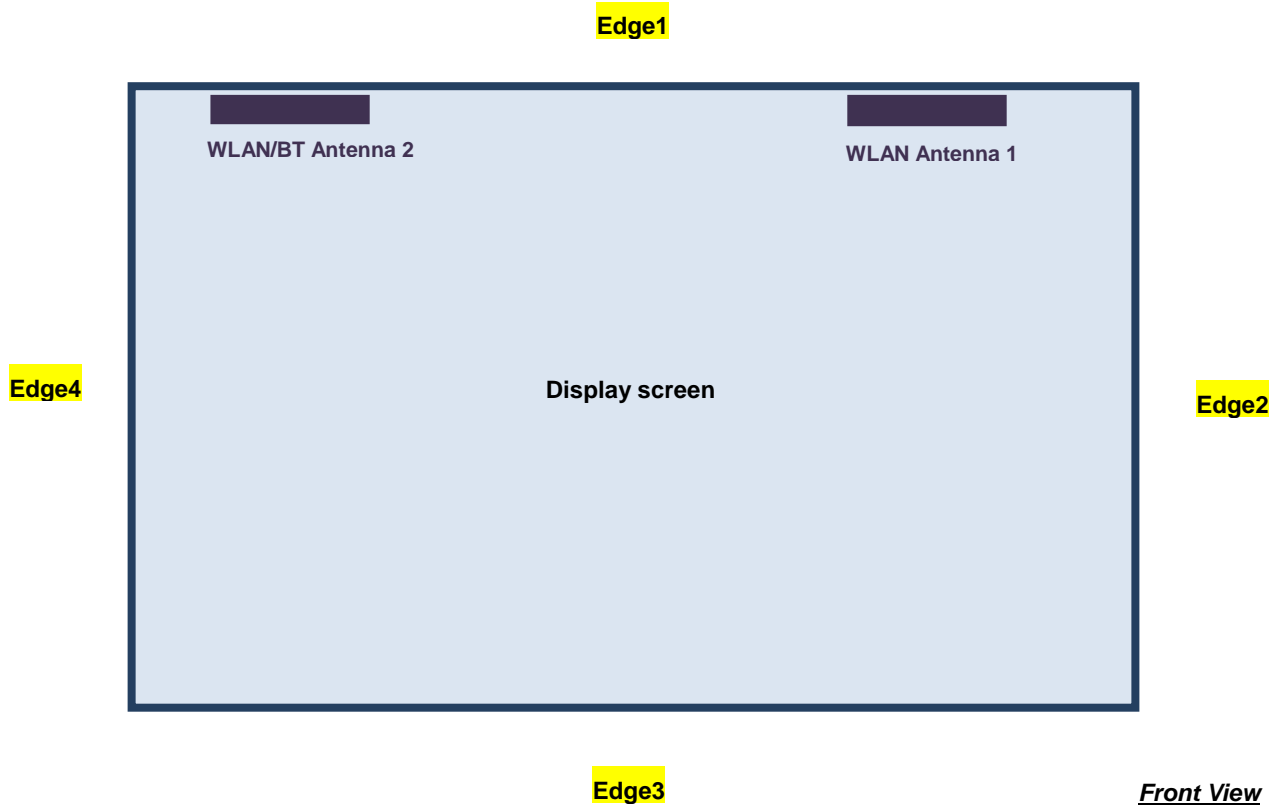 Edge1
WLAN/BT Antenna 2
WLAN Antenna 1
Edge4
Display screen
Edge2
Edge3
Front View